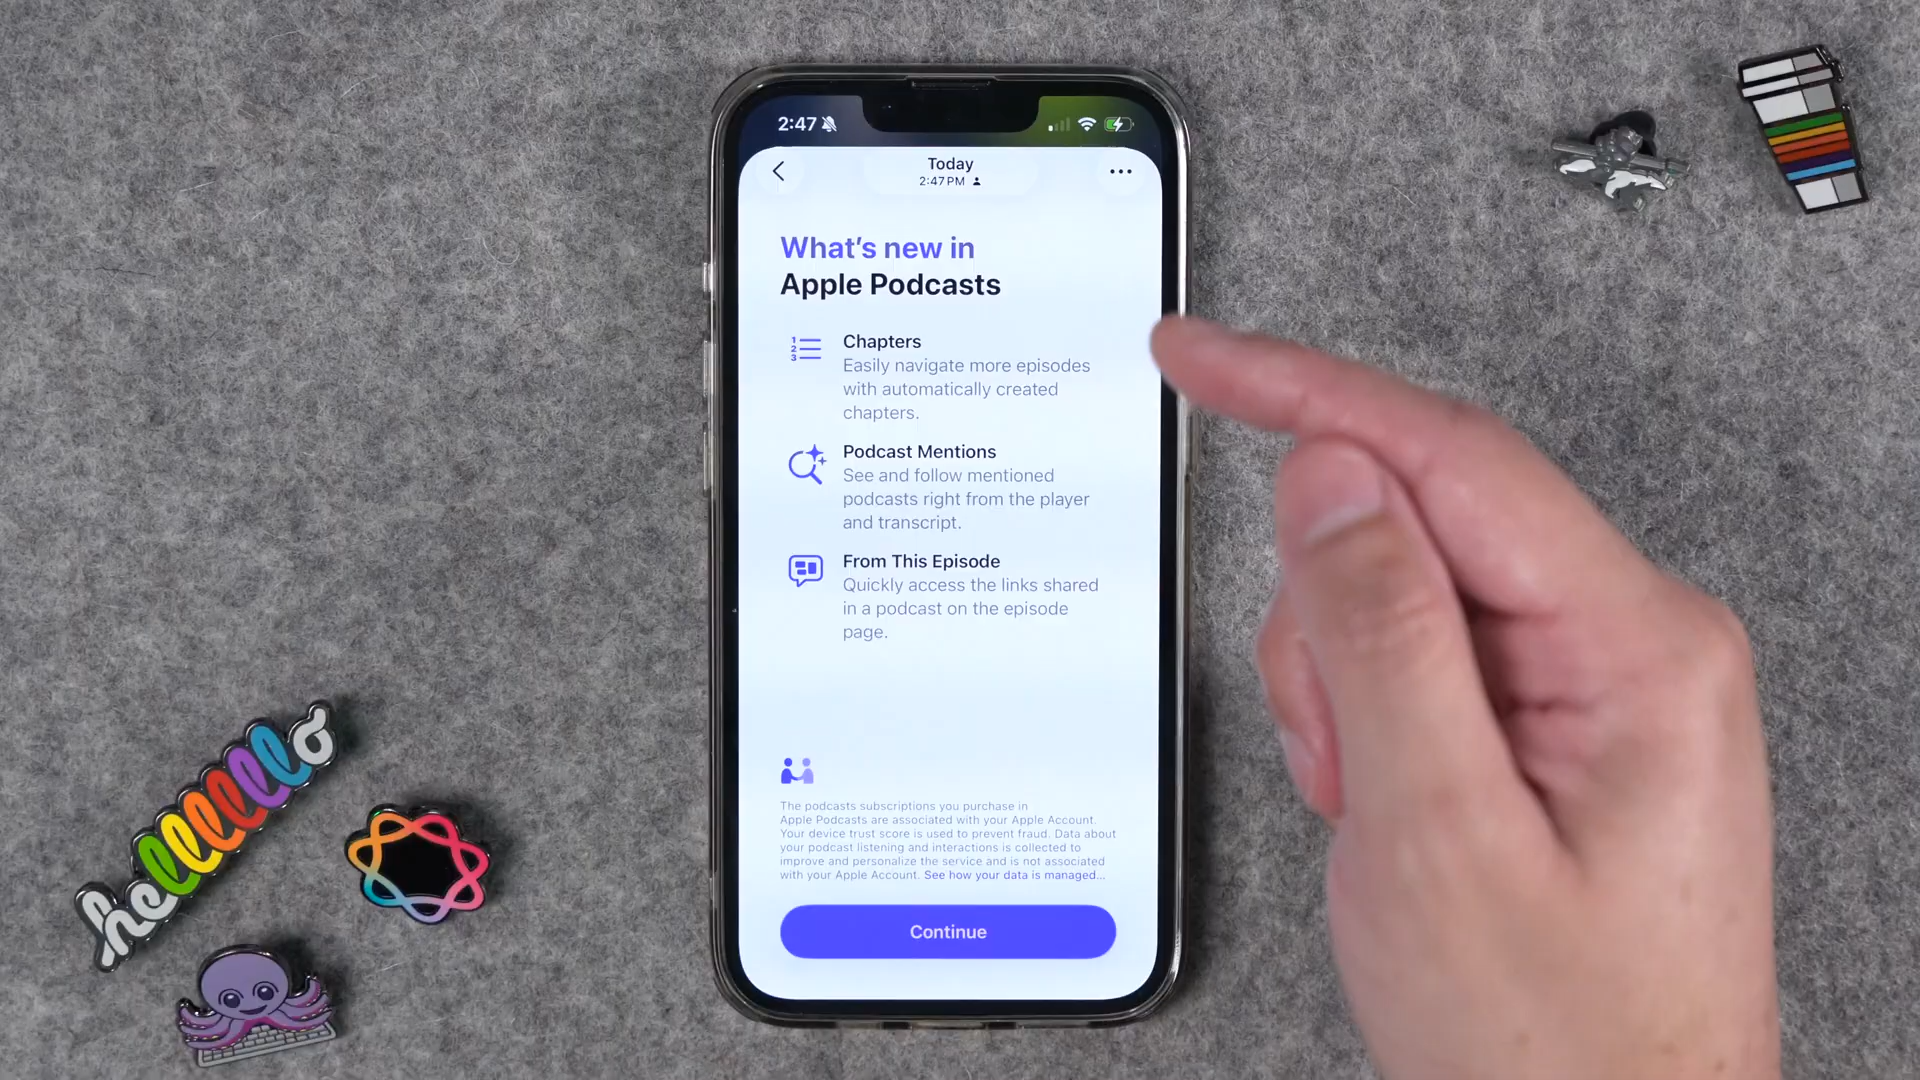 2:47
Today
2:47 PM
What's new in
Apple Podcasts
Chapters
Easily navigate more episodes
with automatically created
chapters.
Podcast Mentions
See and follow mentioned
podcasts right from the player
and transcript.
From This Episode
Quickly access the links shared
in a podcast on the episode
page.
The podcasts subscriptions you purchase in
Apple Podcasts are associated with your Apple Account.
Your device trust score is used to prevent fraud. Data about
your podcast listening and interactions is collected to
improve and personalize the service and is not associated
with your Apple Account. See how your data is managed...
Continue
hellello